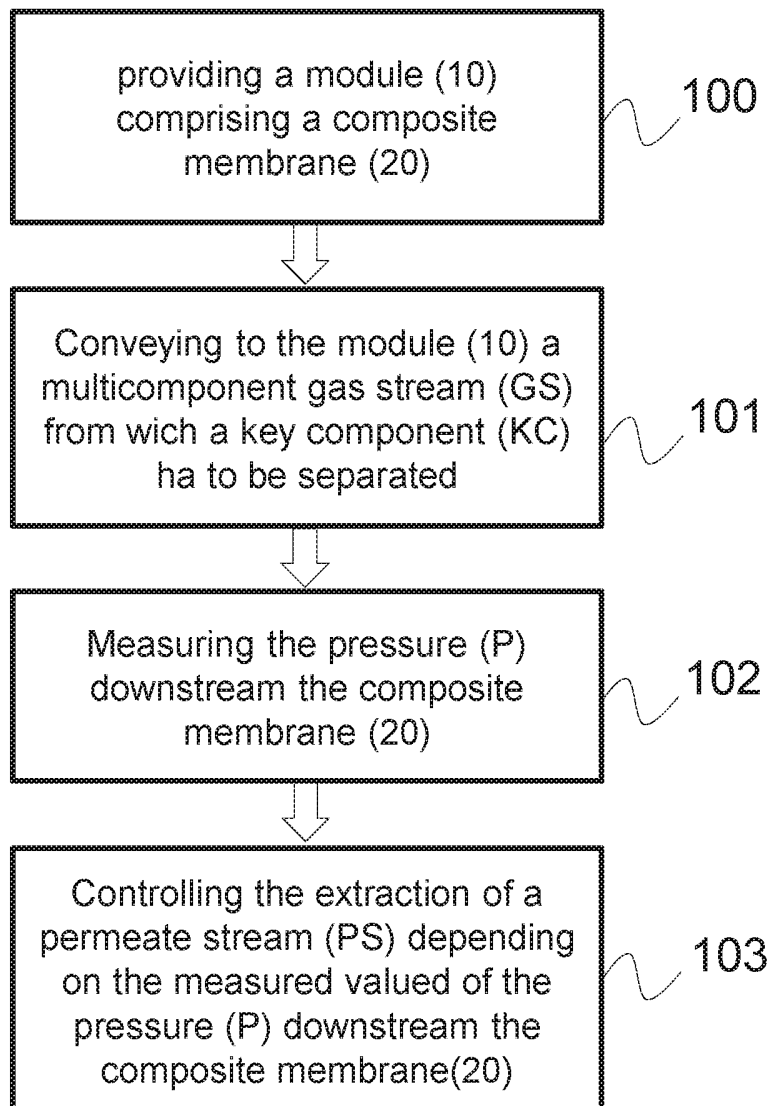 providing a module (10)
comprising a composite
membrane (20)
100
Conveying to the module (10) a
multicomponent gas stream (GS)
from wich a key component (KC)
ha to be separated
101
Measuring the pressure (P)
downstream the composite
membrane (20)
102
Controlling the extraction of a
permeate stream (PS) depending
on the measured valued of the
pressure (P) downstream the
composite membrane(20)
103